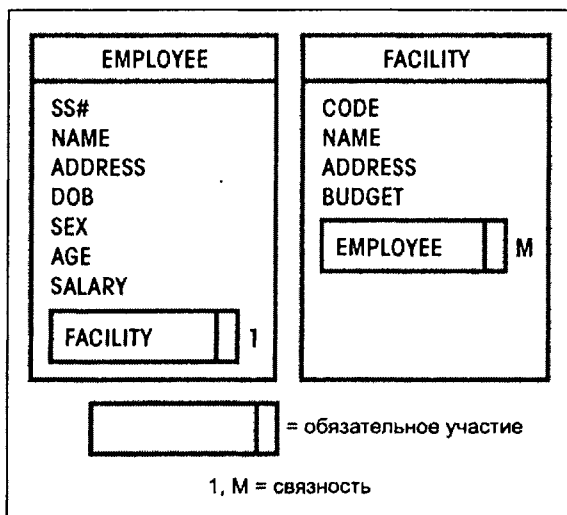 EMPLOYEE
SS#
NAME
ADDRESS
DOB
SEX
AGE
SALARY
FACILITY 1
FACILITY
CODE
NAME
ADDRESS
BUDGET
EMPLOYEE M
= обязательное участие
1, M = связность